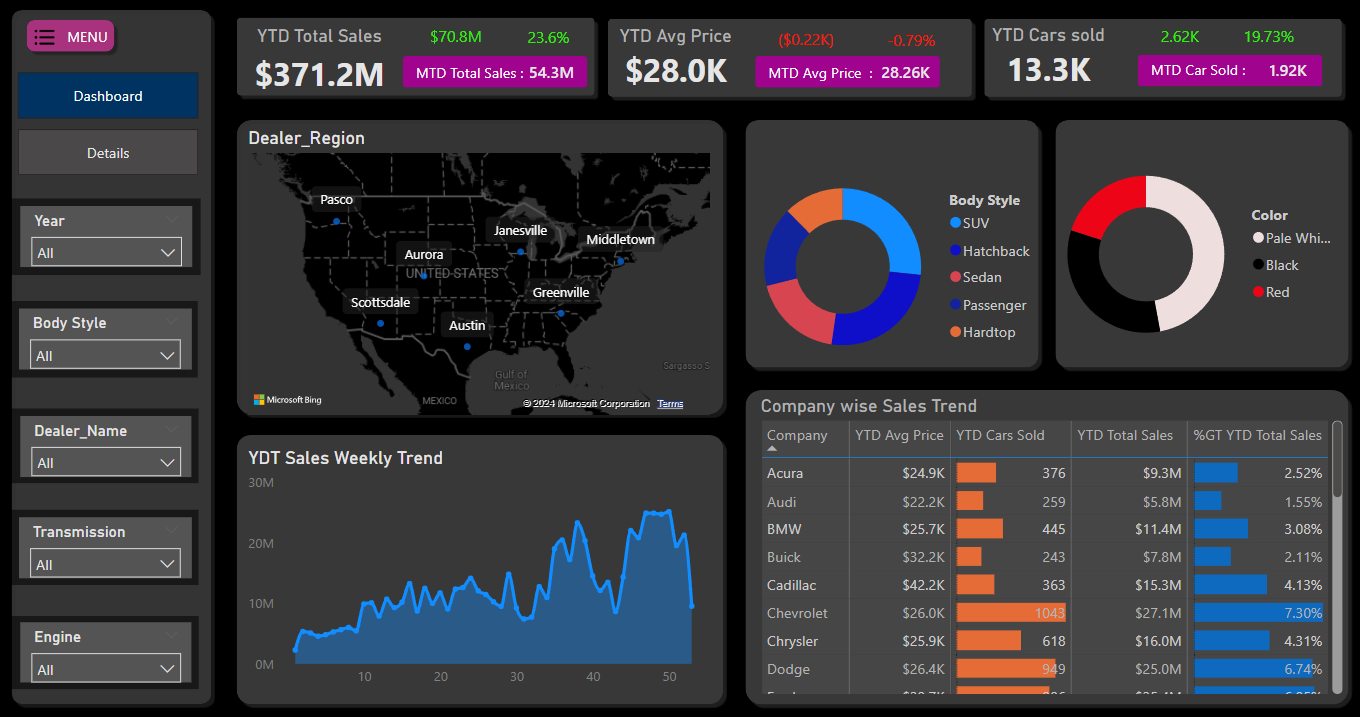 MENU
Dashboard
Details
Year
All
Body Style
All
Dealer_Name
All
Transmission
All
Engine
All
YTD Total Sales
$70.8M 23.6%
$371.2M
MTD Total Sales : 54.3M
YTD Avg Price
($0.22K) -0.79%
$28.0K
MTD Avg Price : 28.26K
YTD Cars sold
2.62K 19.73%
13.3K
MTD Car Sold : 1.92K
Dealer_Region
Pasco
Janesville
Middletown
Aurora
UNITED STATES
Greenville
Scottsdale
Austin
Sargasso S
Gulf of
Mexico
MEXICO
Microsoft Bing
© 2024 Microsoft Corporation Terms
Body Style
SUV
Hatchback
Sedan
Passenger
Hardtop
Color
Pale Whi...
Black
Red
YDT Sales Weekly Trend
30M
20M
10M
0M
10 20 30 40 50
Company wise Sales Trend
Company YTD Avg Price YTD Cars Sold YTD Total Sales %GT YTD Total Sales
Acura $24.9K 376 $9.3M 2.52%
Audi $22.2K 259 $5.8M 1.55%
BMW $25.7K 445 $11.4M 3.08%
Buick $32.2K 243 $7.8M 2.11%
Cadillac $42.2K 363 $15.3M 4.13%
Chevrolet $26.0K 1043 $27.1M 7.30%
Chrysler $25.9K 618 $16.0M 4.31%
Dodge $26.4K 949 $25.0M 6.74%